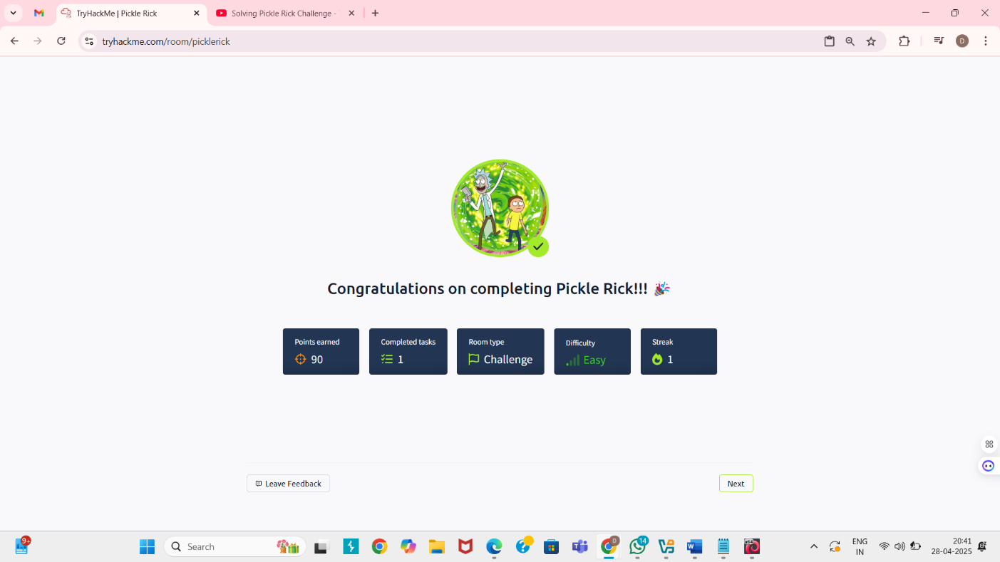 TryHackMe | Pickle Rick
Solving Pickle Rick Challenge -
tryhackme.com/room/picklerick
D
Congratulations on completing Pickle Rick!!! 🎉
Points earned
90
Completed tasks
1
Room type
Challenge
Difficulty
Easy
Streak
1
Leave Feedback
Next
9+
Search
D
14
ENG
IN
20:41
28-04-2025